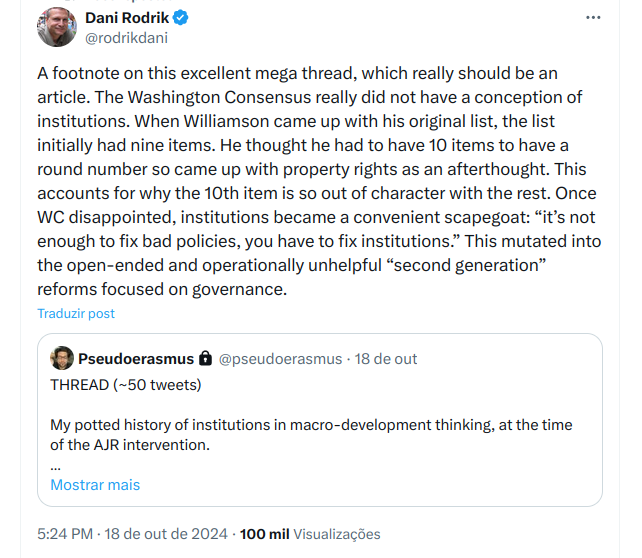 Dani Rodrik
@rodrikdani
A footnote on this excellent mega thread, which really should be an
article. The Washington Consensus really did not have a conception of
institutions. When Williamson came up with his original list, the list
initially had nine items. He thought he had to have 10 items to have a
round number so came up with property rights as an afterthought. This
accounts for why the 10th item is so out of character with the rest. Once
WC disappointed, institutions became a convenient scapegoat: “it’s not
enough to fix bad policies, you have to fix institutions.” This mutated into
the open-ended and operationally unhelpful “second generation”
reforms focused on governance.
Traduzir post
Pseudoerasmus @pseudoerasmus · 18 de out
THREAD (~50 tweets)
My potted history of institutions in macro-development thinking, at the time
of the AJR intervention.
...
Mostrar mais
5:24 PM · 18 de out de 2024 · 100 mil Visualizações